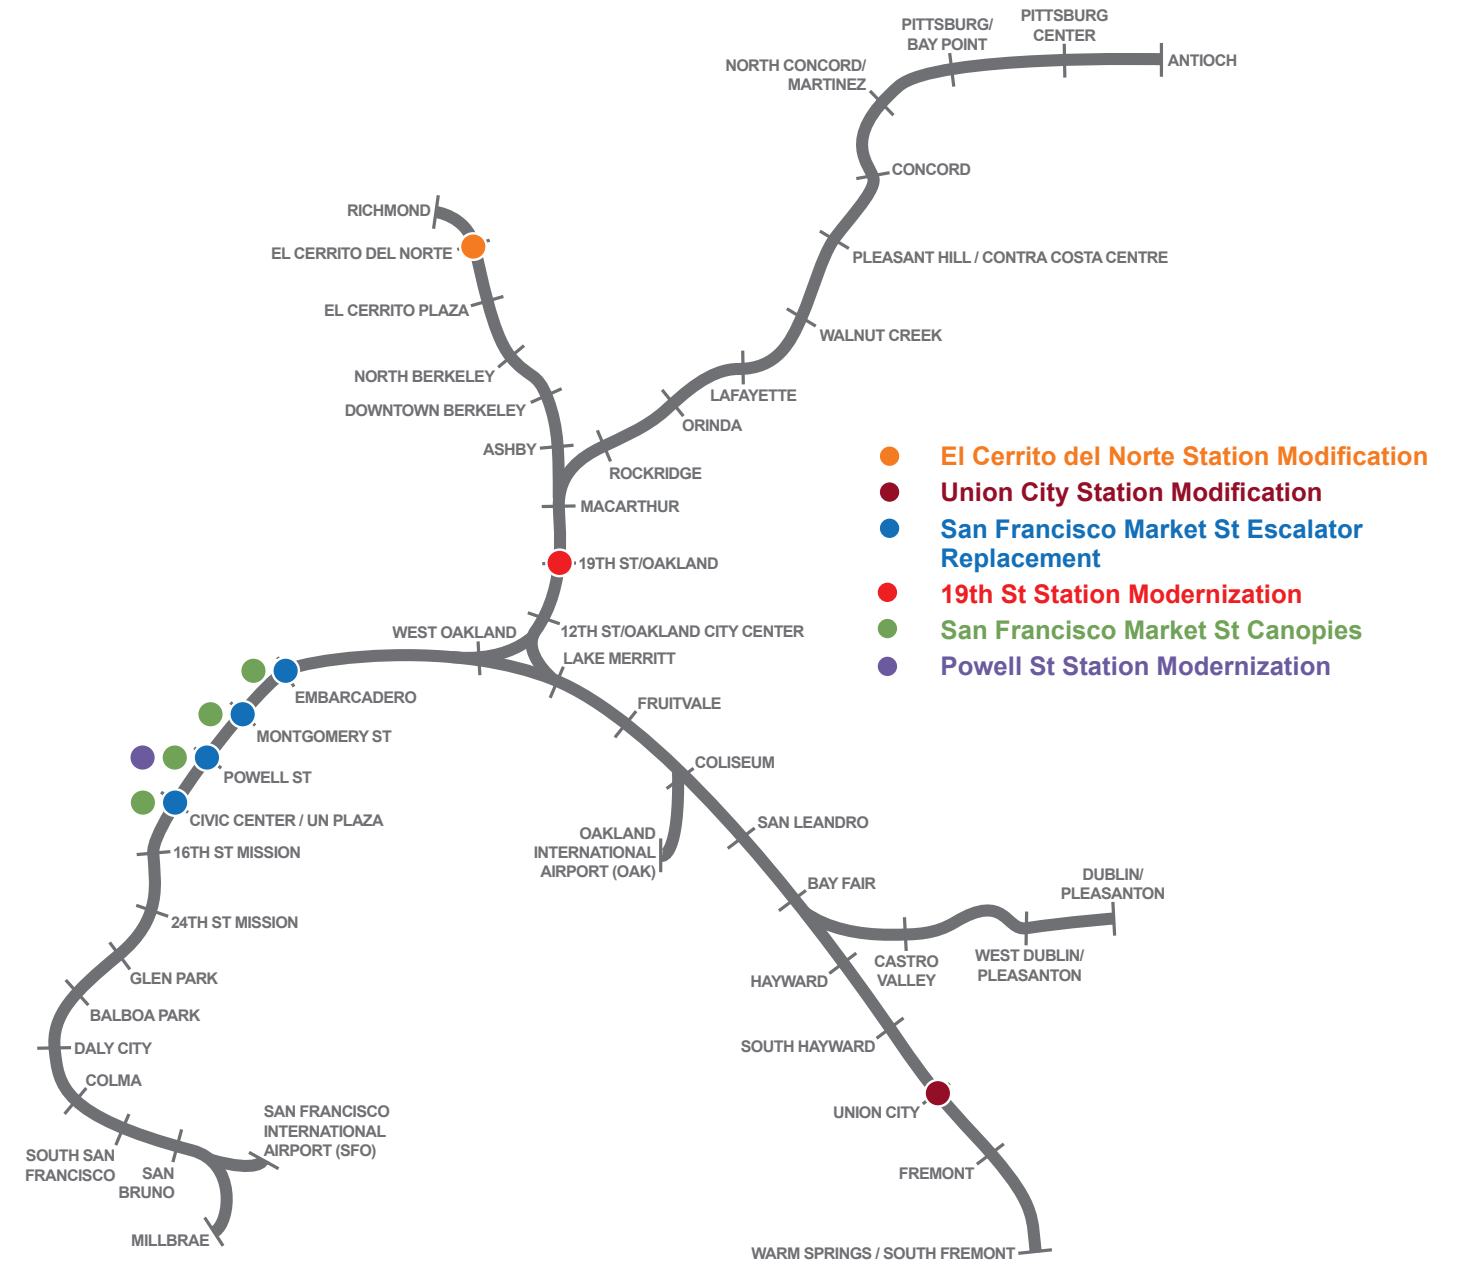 PITTSBURG
CENTER
PITTSBURG/
BAY POINT
ANTIOCH
NORTH CONCORD/
MARTINEZ
CONCORD
RICHMOND
EL CERRITO DEL NORTE
PLEASANT HILL / CONTRA COSTA CENTRE
EL CERRITO PLAZA
WALNUT CREEK
NORTH BERKELEY
LAFAYETTE
DOWNTOWN BERKELEY
ORINDA
ASHBY
ROCKRIDGE
MACARTHUR
19TH ST/OAKLAND
El Cerrito del Norte Station Modification
Union City Station Modification
San Francisco Market St Escalator
Replacement
19th St Station Modernization
San Francisco Market St Canopies
Powell St Station Modernization
WEST OAKLAND
12TH ST/OAKLAND CITY CENTER
LAKE MERRITT
EMBARCADERO
FRUITVALE
MONTGOMERY ST
COLISEUM
POWELL ST
CIVIC CENTER / UN PLAZA
SAN LEANDRO
OAKLAND
INTERNATIONAL
AIRPORT (OAK)
16TH ST MISSION
BAY FAIR
DUBLIN/
PLEASANTON
24TH ST MISSION
CASTRO
VALLEY
WEST DUBLIN/
PLEASANTON
GLEN PARK
HAYWARD
BALBOA PARK
DALY CITY
SOUTH HAYWARD
COLMA
UNION CITY
SAN FRANCISCO
INTERNATIONAL
AIRPORT (SFO)
SOUTH SAN
FRANCISCO
SAN
BRUNO
FREMONT
MILLBRAE
WARM SPRINGS / SOUTH FREMONT